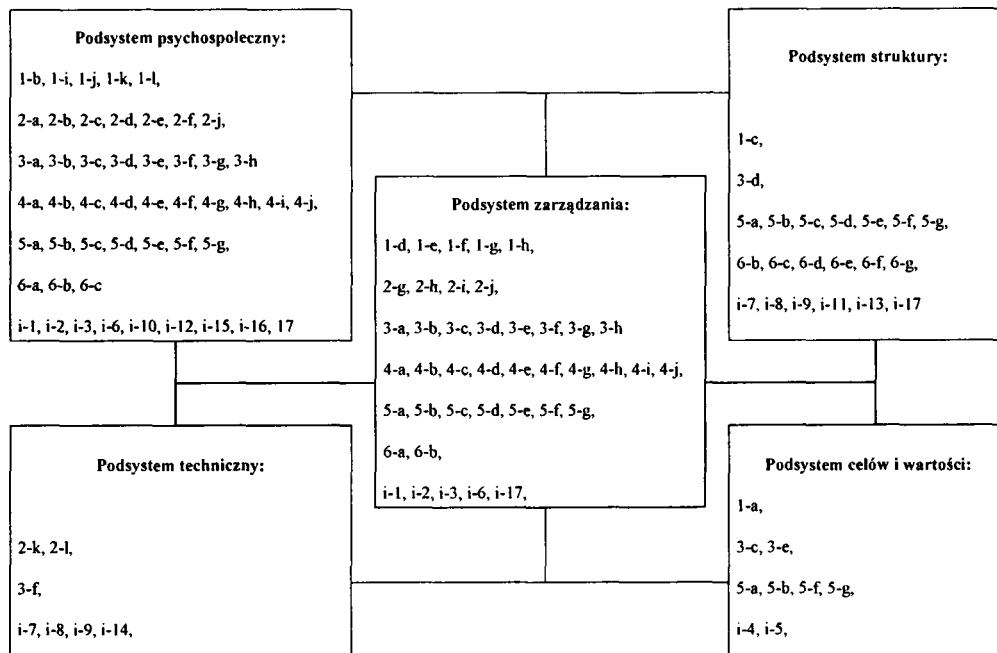 Podsystem psychospoleczny:
1-b, 1-i, 1-j, 1-k, 1-l,
2-a, 2-b, 2-c, 2-d, 2-e, 2-f, 2-j,
3-a, 3-b, 3-c, 3-d, 3-e, 3-f, 3-g, 3-h
4-a, 4-b, 4-c, 4-d, 4-e, 4-f, 4-g, 4-h, 4-i, 4-j,
5-a, 5-b, 5-c, 5-d, 5-e, 5-f, 5-g,
6-a, 6-b, 6-c
i-1, i-2, i-3, i-6, i-10, i-12, i-15, i-16, 17
Podsystem struktury:
1-c,
3-d,
5-a, 5-b, 5-c, 5-d, 5-e, 5-f, 5-g,
6-b, 6-c, 6-d, 6-e, 6-f, 6-g,
i-7, i-8, i-9, i-11, i-13, i-17
Podsystem zarządzania:
1-d, 1-e, 1-f, 1-g, 1-h,
2-g, 2-h, 2-i, 2-j,
3-a, 3-b, 3-c, 3-d, 3-e, 3-f, 3-g, 3-h
4-a, 4-b, 4-c, 4-d, 4-e, 4-f, 4-g, 4-h, 4-i, 4-j,
5-a, 5-b, 5-c, 5-d, 5-e, 5-f, 5-g,
6-a, 6-b,
i-1, i-2, i-3, i-6, i-17,
Podsystem techniczny:
2-k, 2-l,
3-f,
i-7, i-8, i-9, i-14,
Podsystem celów i wartości:
1-a,
3-c, 3-e,
5-a, 5-b, 5-f, 5-g,
i-4, i-5,